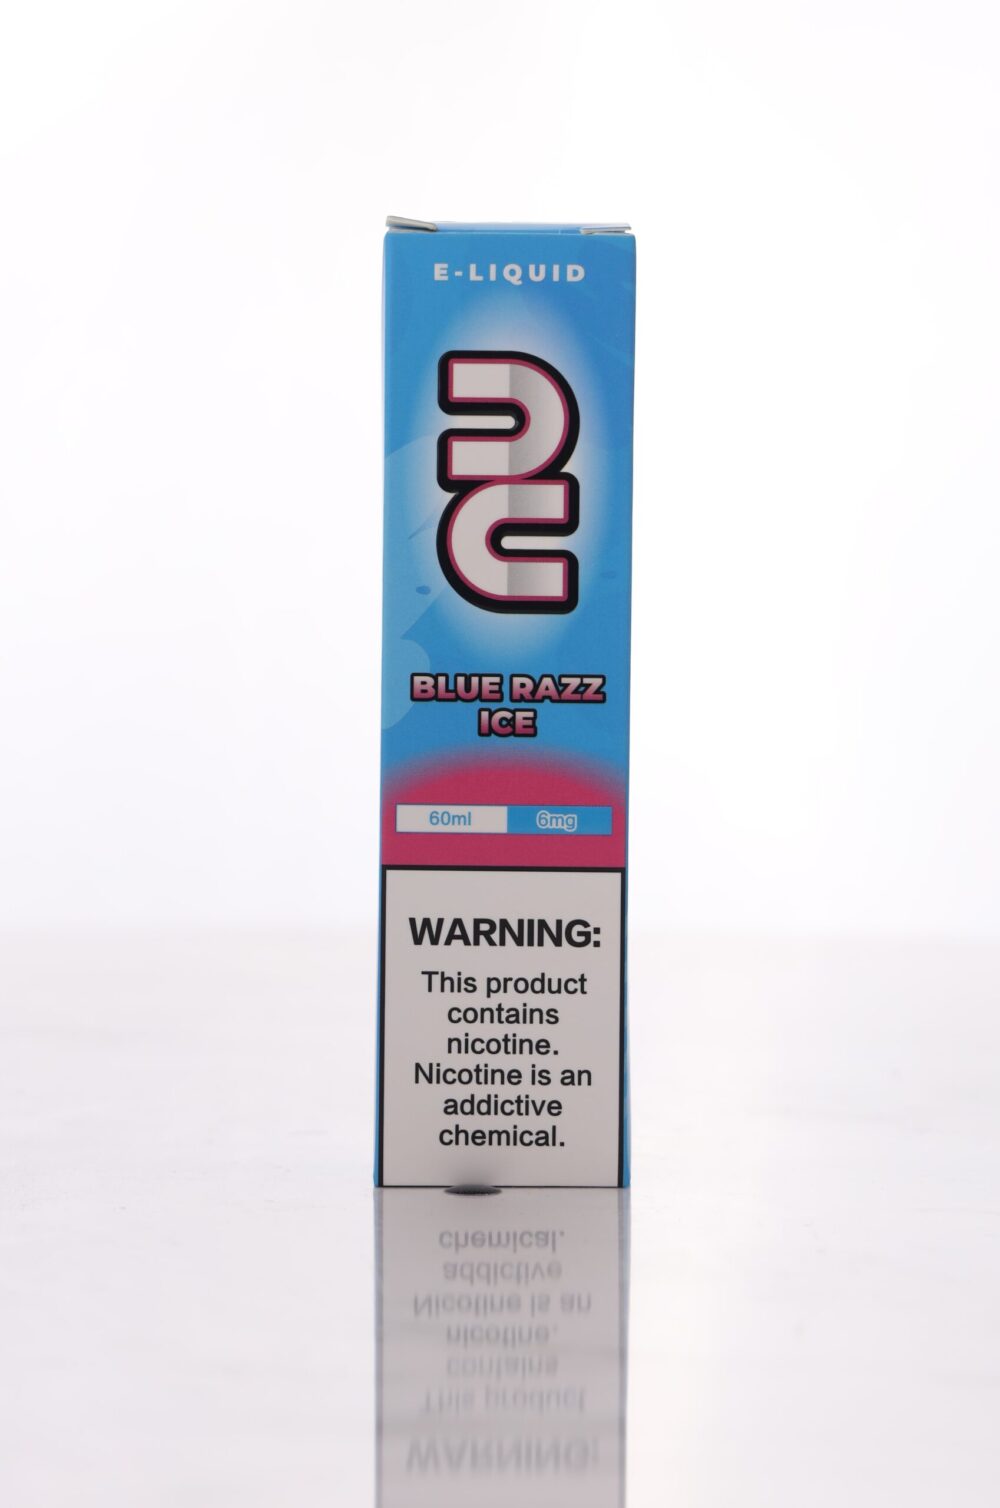 E-LIQUID
BLUE RAZZ
ICE
60ml 6mg
WARNING:
This product
contains
nicotine.
Nicotine is an
addictive
chemical.